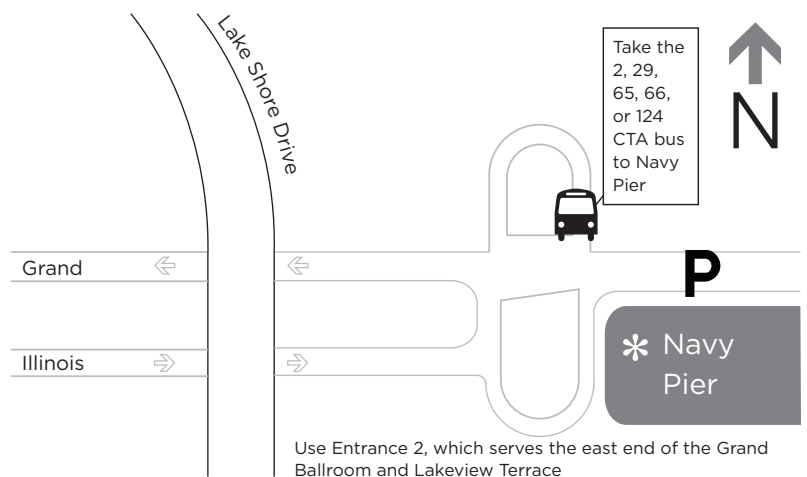 Lake Shore Drive
Take the
2, 29,
65, 66,
or 124
CTA bus
to Navy
Pier
N
Grand
P
Illinois
* Navy
Pier
Use Entrance 2, which serves the east end of the Grand
Ballroom and Lakeview Terrace